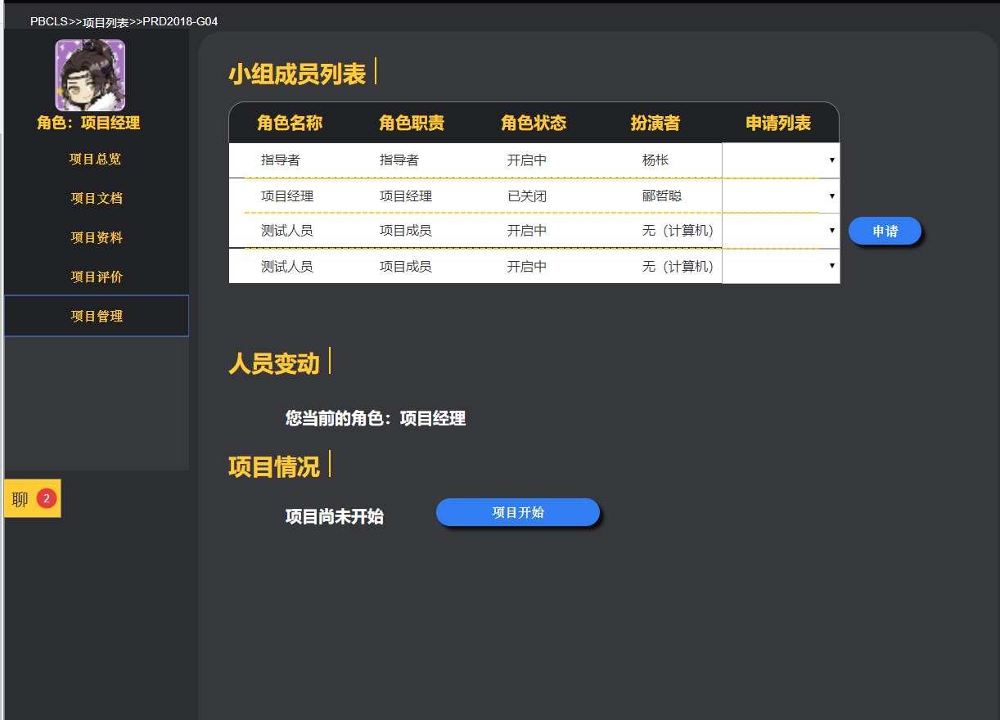 PBCLS>>项目列表>>PRD2018-G04
角色：项目经理
项目总览
项目文档
项目资料
项目评价
项目管理
聊 2
小组成员列表
角色名称 角色职责 角色状态 扮演者 申请列表
指导者 指导者 开启中 杨枨
项目经理 项目经理 已关闭 郦哲聪
测试人员 项目成员 开启中 无（计算机） 申请
测试人员 项目成员 开启中 无（计算机）
人员变动
您当前的角色：项目经理
项目情况
项目尚未开始 项目开始